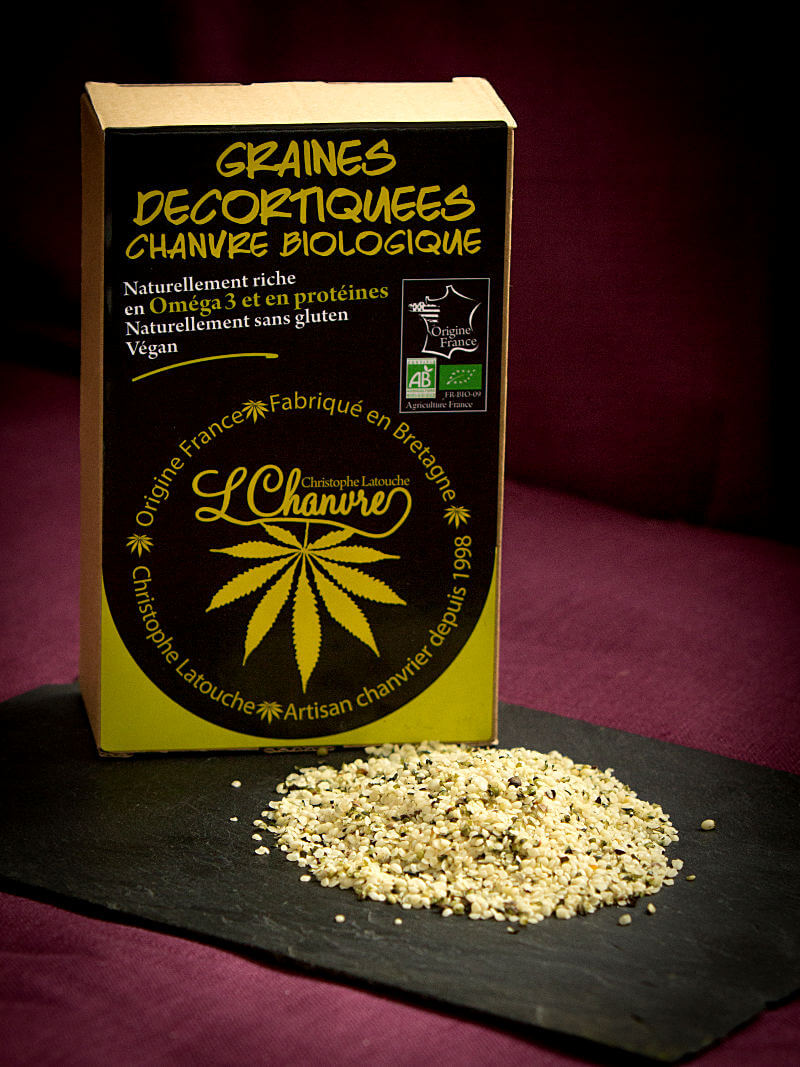 GRAINES
DECORTIQUEES
CHANVRE BIOLOGIQUE
Naturellement riche
en Oméga 3 et en protéines
Naturellement sans gluten
Végan
Origine
France
AB
FR-BIO-09
Agriculture France
Origine France
Fabriqué en Bretagne
Christophe Latouche
L Chanvre
Christophe Latouche
Artisan chanvrier depuis 1998